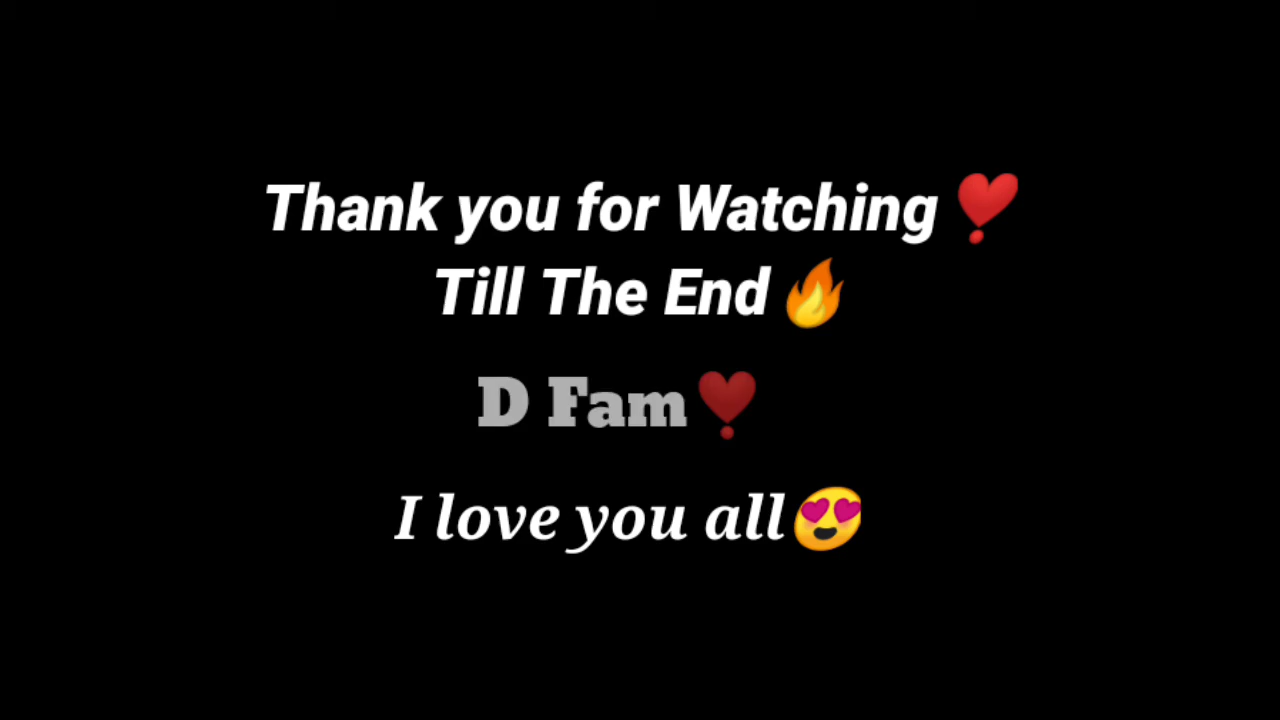 Thank you for Watching ❣️
Till The End 🔥
D Fam❣️
I love you all😍